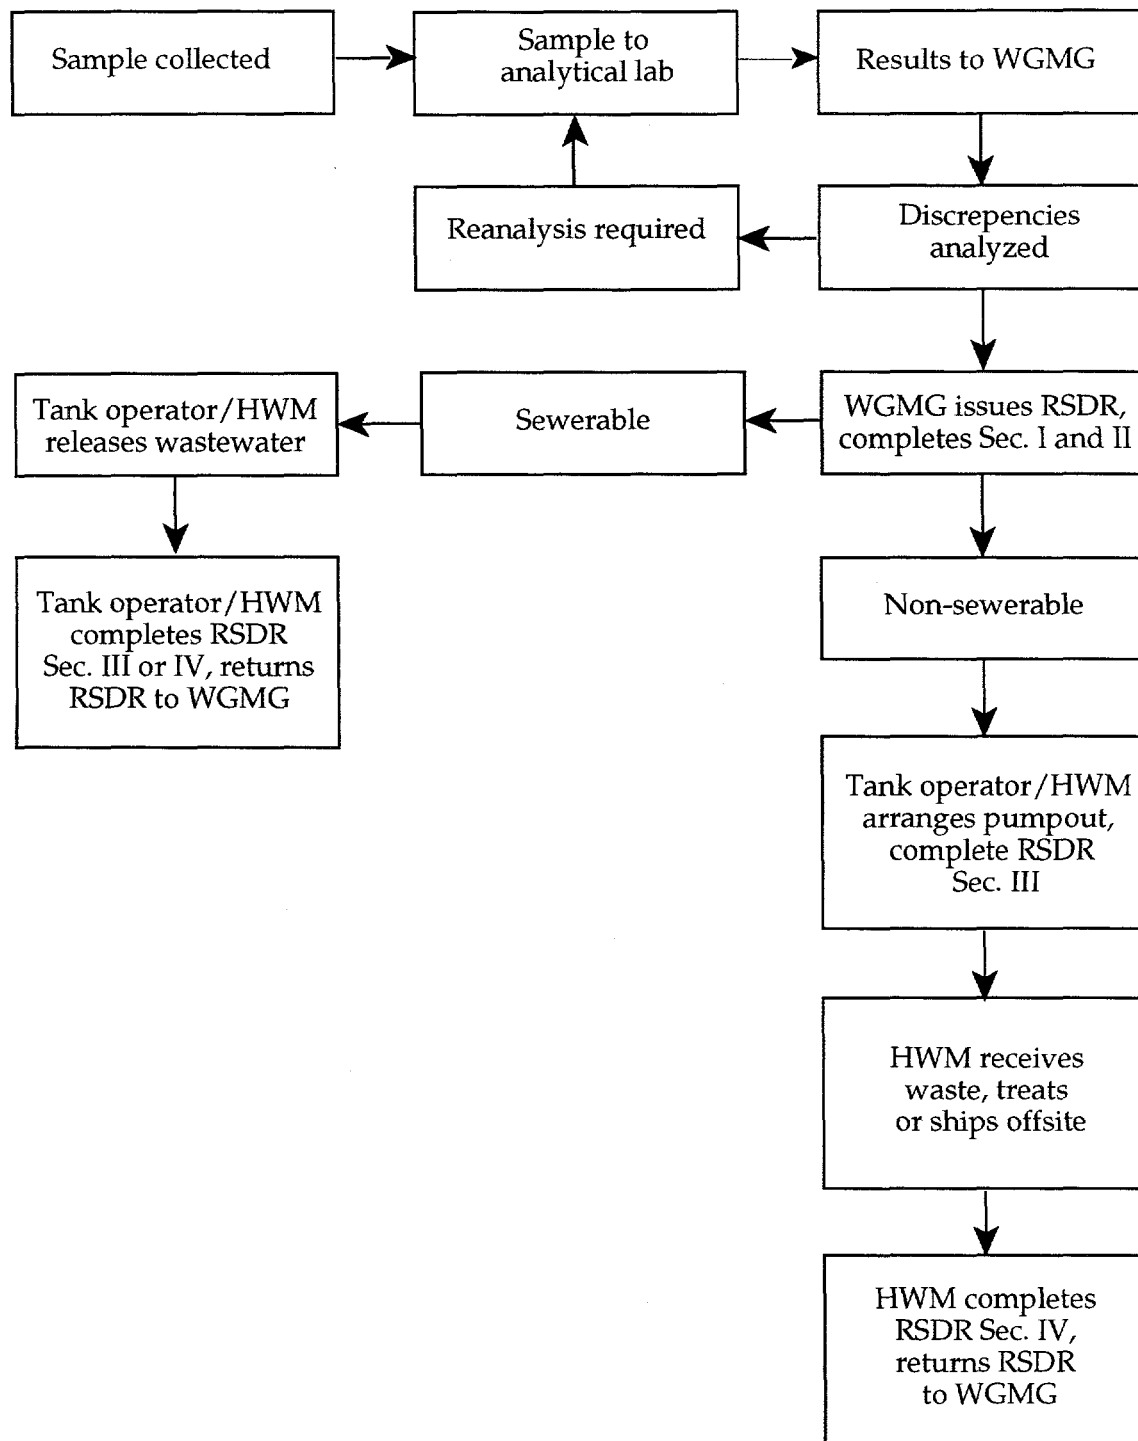 Sample collected
Sample to
analytical lab
Results to WGMG
Reanalysis required
Discrepencies
analyzed
Tank operator/HWM
releases wastewater
Sewerable
WGMG issues RSDR,
completes Sec. I and II
Tank operator/HWM
completes RSDR
Sec. III or IV, returns
RSDR to WGMG
Non-sewerable
Tank operator/HWM
arranges pumpout,
complete RSDR
Sec. III
HWM receives
waste, treats
or ships offsite
HWM completes
RSDR Sec. IV,
returns RSDR
to WGMG